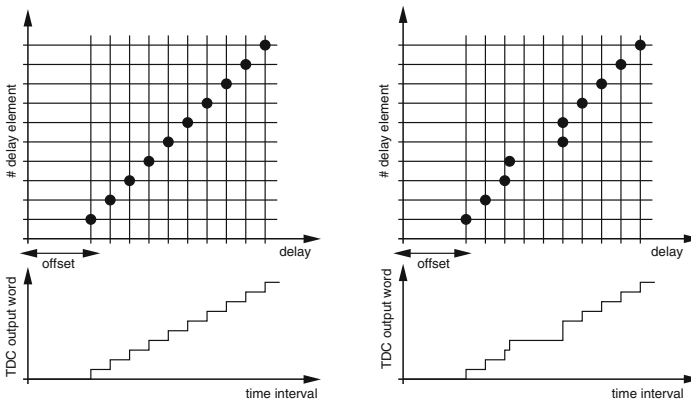 # delay element
delay
offset
TDC output word
time interval
# delay element
delay
offset
TDC output word
time interval